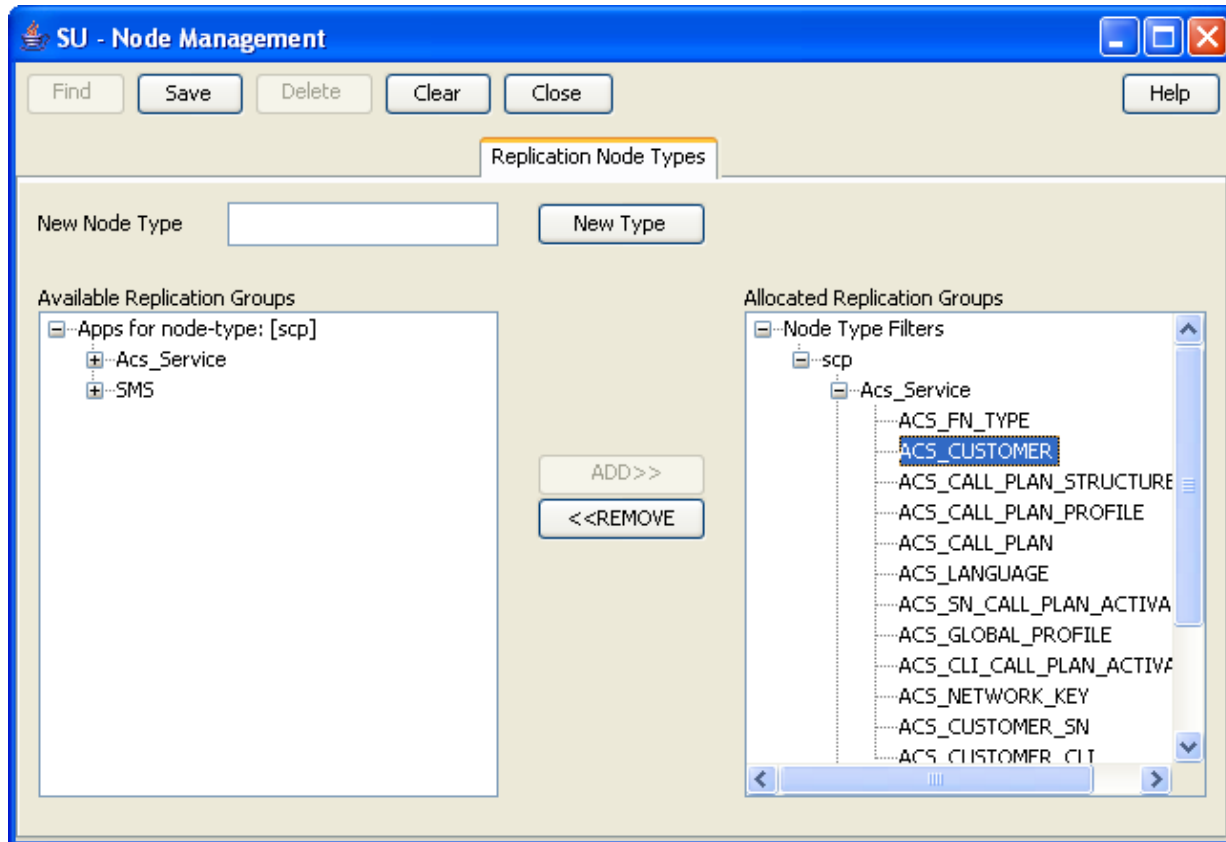 SU - Node Management
Find Save Delete Clear Close Help
Replication Node Types
New Node Type New Type
Available Replication Groups
Apps for node-type: [scp]
Acs_Service
SMS
ADD>>
<<REMOVE
Allocated Replication Groups
Node Type Filters
scp
Acs_Service
ACS_FN_TYPE
ACS_CUSTOMER
ACS_CALL_PLAN_STRUCTURE
ACS_CALL_PLAN_PROFILE
ACS_CALL_PLAN
ACS_LANGUAGE
ACS_SN_CALL_PLAN_ACTIVA
ACS_GLOBAL_PROFILE
ACS_CLI_CALL_PLAN_ACTIVA
ACS_NETWORK_KEY
ACS_CUSTOMER_SN
ACS_CUSTOMER_CLI